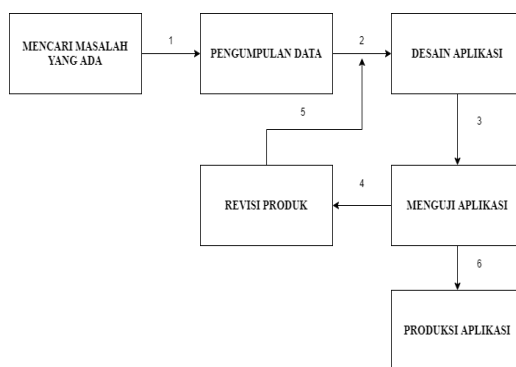 MENCARI MASALAH
YANG ADA
1
PENGUMPULAN DATA
2
DESAIN APLIKASI
5
3
REVISI PRODUK
4
MENGUJI APLIKASI
6
PRODUKSI APLIKASI